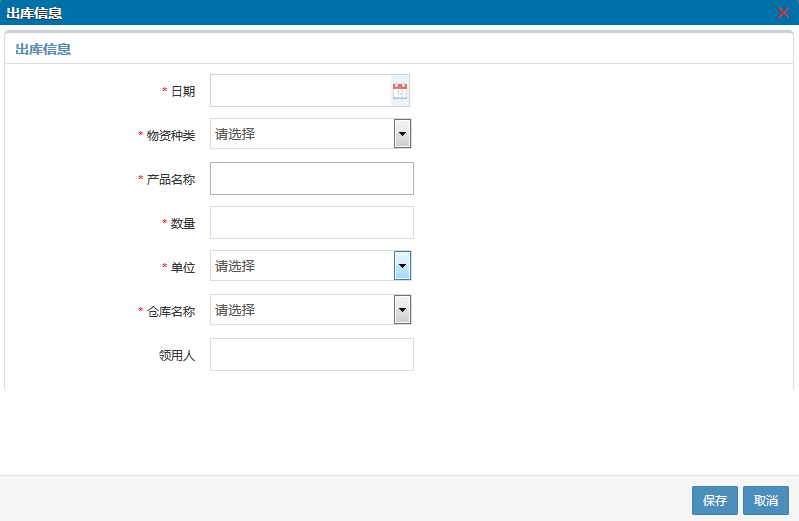 出库信息
出库信息
* 日期
* 物资种类 请选择
* 产品名称
* 数量
* 单位 请选择
* 仓库名称 请选择
领用人
保存 取消